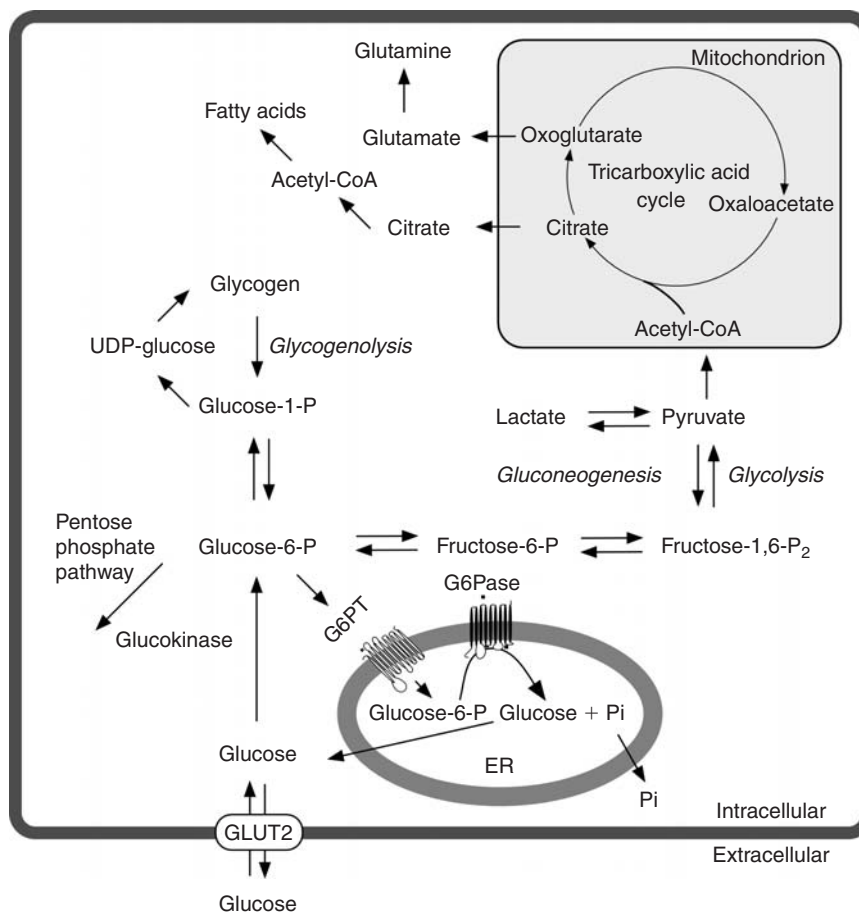 Mitochondrion
Glutamine
Fatty acids
Glutamate
Oxoglutarate
Tricarboxylic acid
cycle
Acetyl-CoA
Oxaloacetate
Citrate
Citrate
Glycogen
Acetyl-CoA
UDP-glucose
Glycogenolysis
Glucose-1-P
Lactate
Pyruvate
Gluconeogenesis
Glycolysis
Pentose
phosphate
pathway
Glucose-6-P
Fructose-6-P
Fructose-1,6-P₂
G6Pase
G6PT
Glucokinase
Glucose-6-P
Glucose + Pi
Glucose
ER
Pi
Intracellular
GLUT2
Extracellular
Glucose